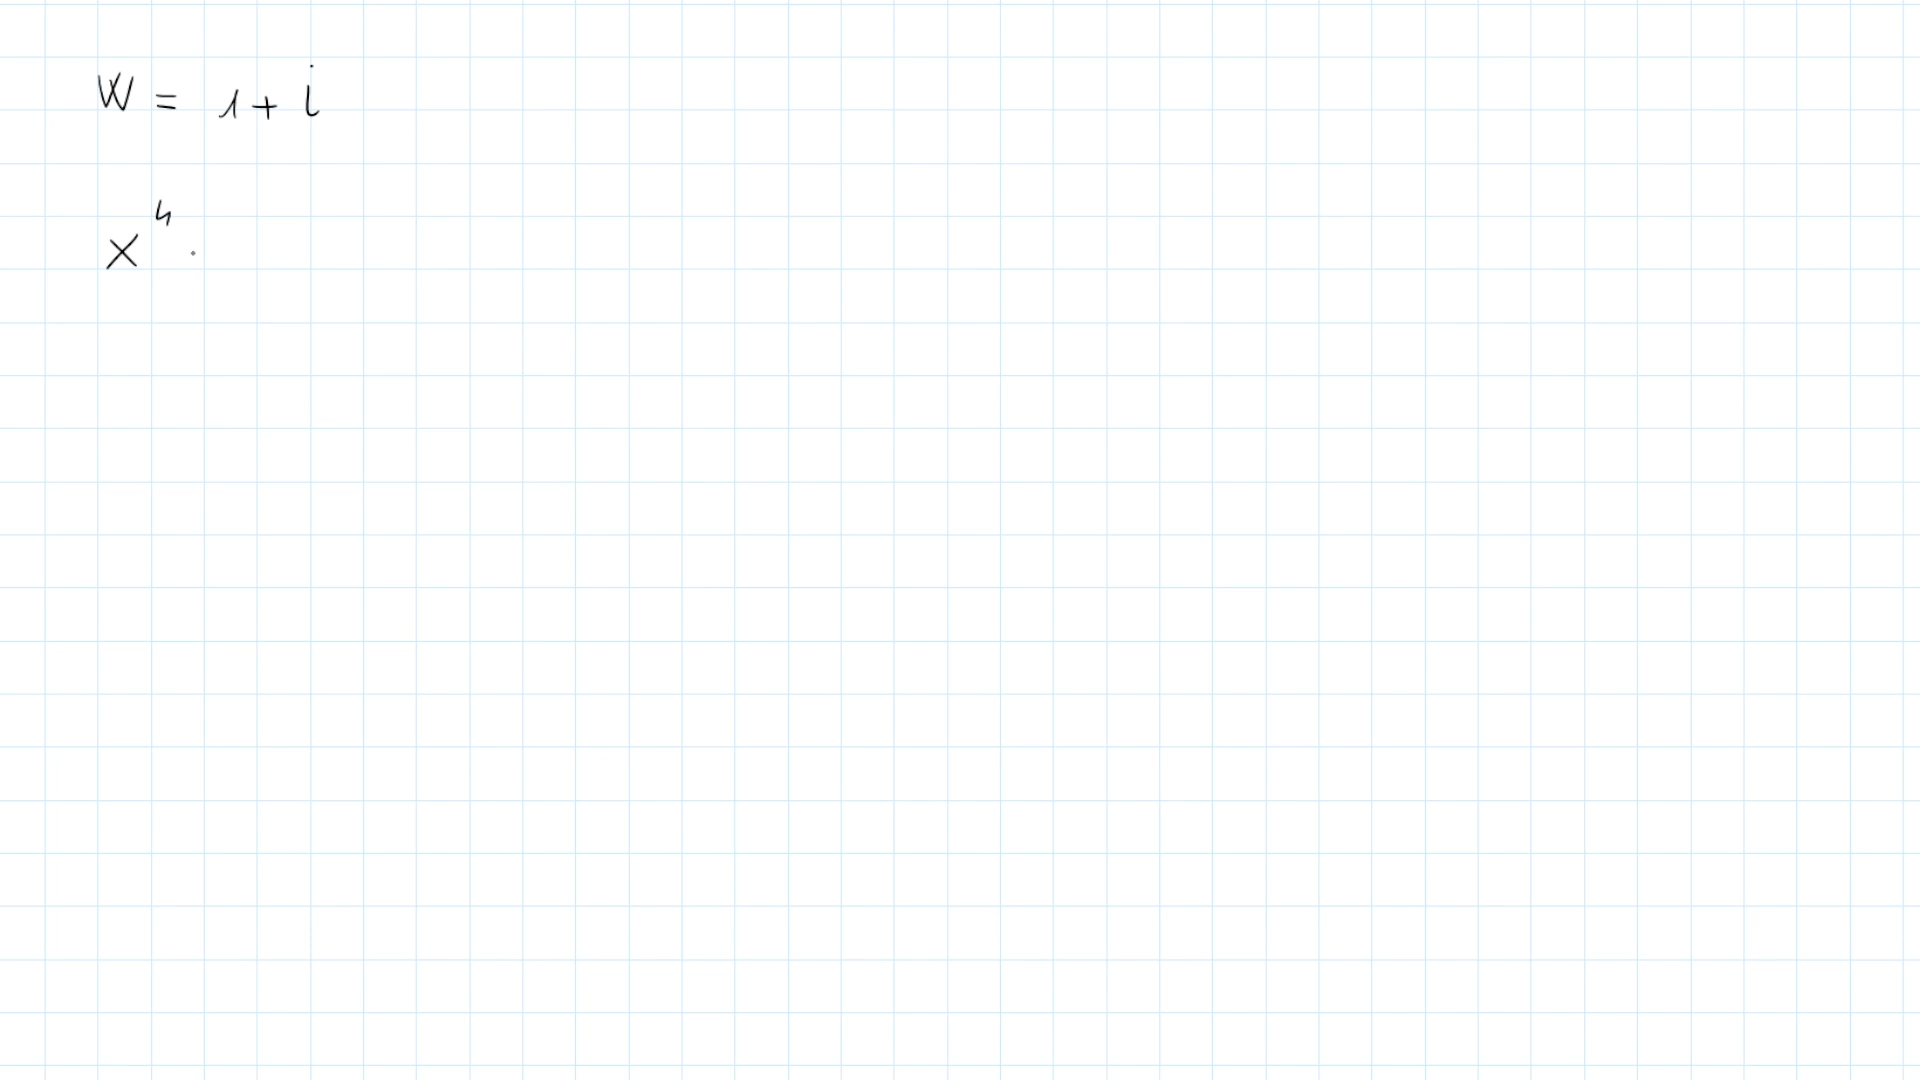 W = 1 + i
x⁴ .